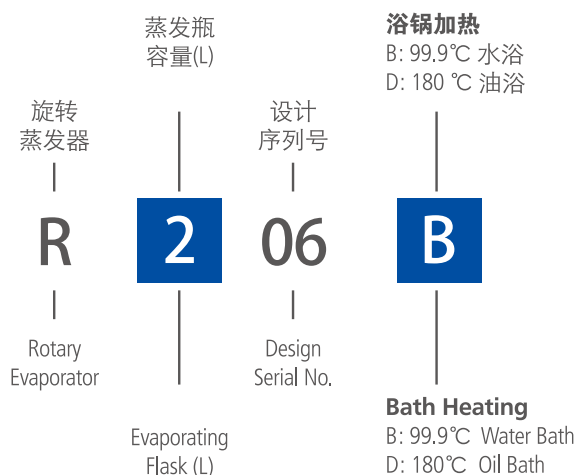 蒸发瓶
容量(L)
浴锅加热
B: 99.9℃ 水浴
D: 180 ℃ 油浴
旋转
蒸发器
设计
序列号
R 2 06 B
Rotary
Evaporator
Design
Serial No.
Evaporating
Flask (L)
Bath Heating
B: 99.9℃ Water Bath
D: 180℃ Oil Bath